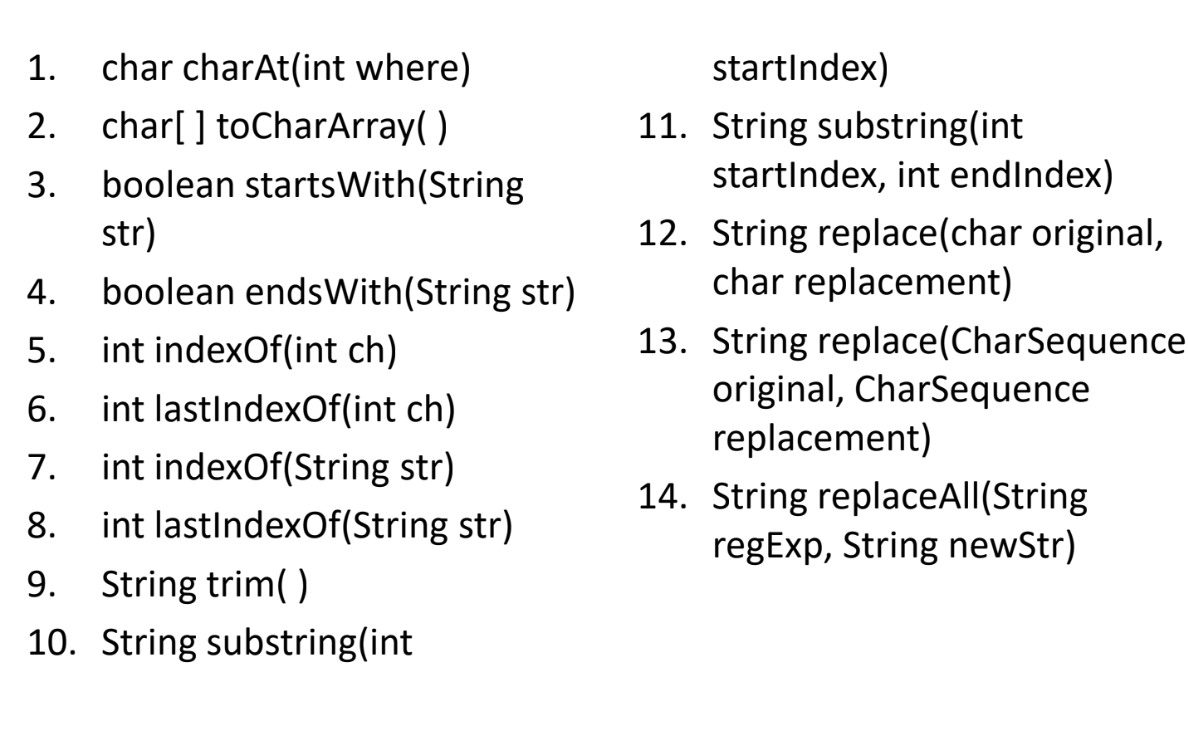 1. char charAt(int where)
2. char[ ] toCharArray( )
3. boolean startsWith(String
str)
4. boolean endsWith(String str)
5. int indexOf(int ch)
6. int lastIndexOf(int ch)
7. int indexOf(String str)
8. int lastIndexOf(String str)
9. String trim( )
10. String substring(int
startIndex)
11. String substring(int
startIndex, int endIndex)
12. String replace(char original,
char replacement)
13. String replace(CharSequence
original, CharSequence
replacement)
14. String replaceAll(String
regExp, String newStr)